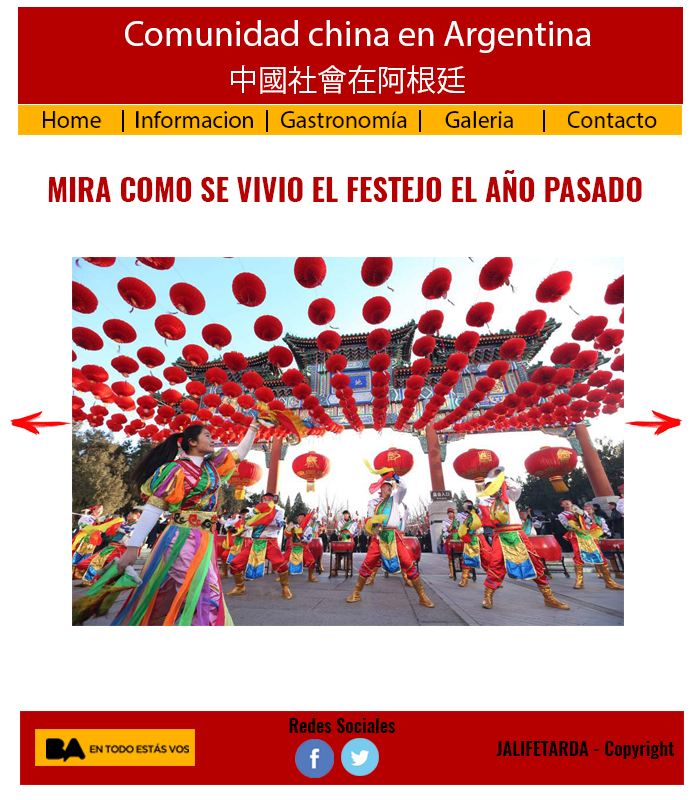 Comunidad china en Argentina
中國社會在阿根廷
Home | Informacion | Gastronomía | Galeria | Contacto
MIRA COMO SE VIVIO EL FESTEJO EL AÑO PASADO
Redes Sociales
BA EN TODO ESTÁS VOS
JALIFETARDA - Copyright